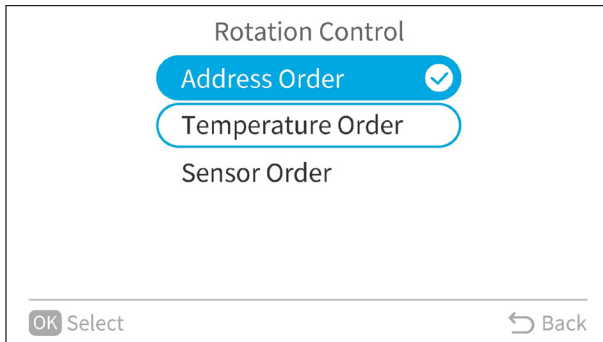 Rotation Control
Address Order
Temperature Order
Sensor Order
OK Select
Back